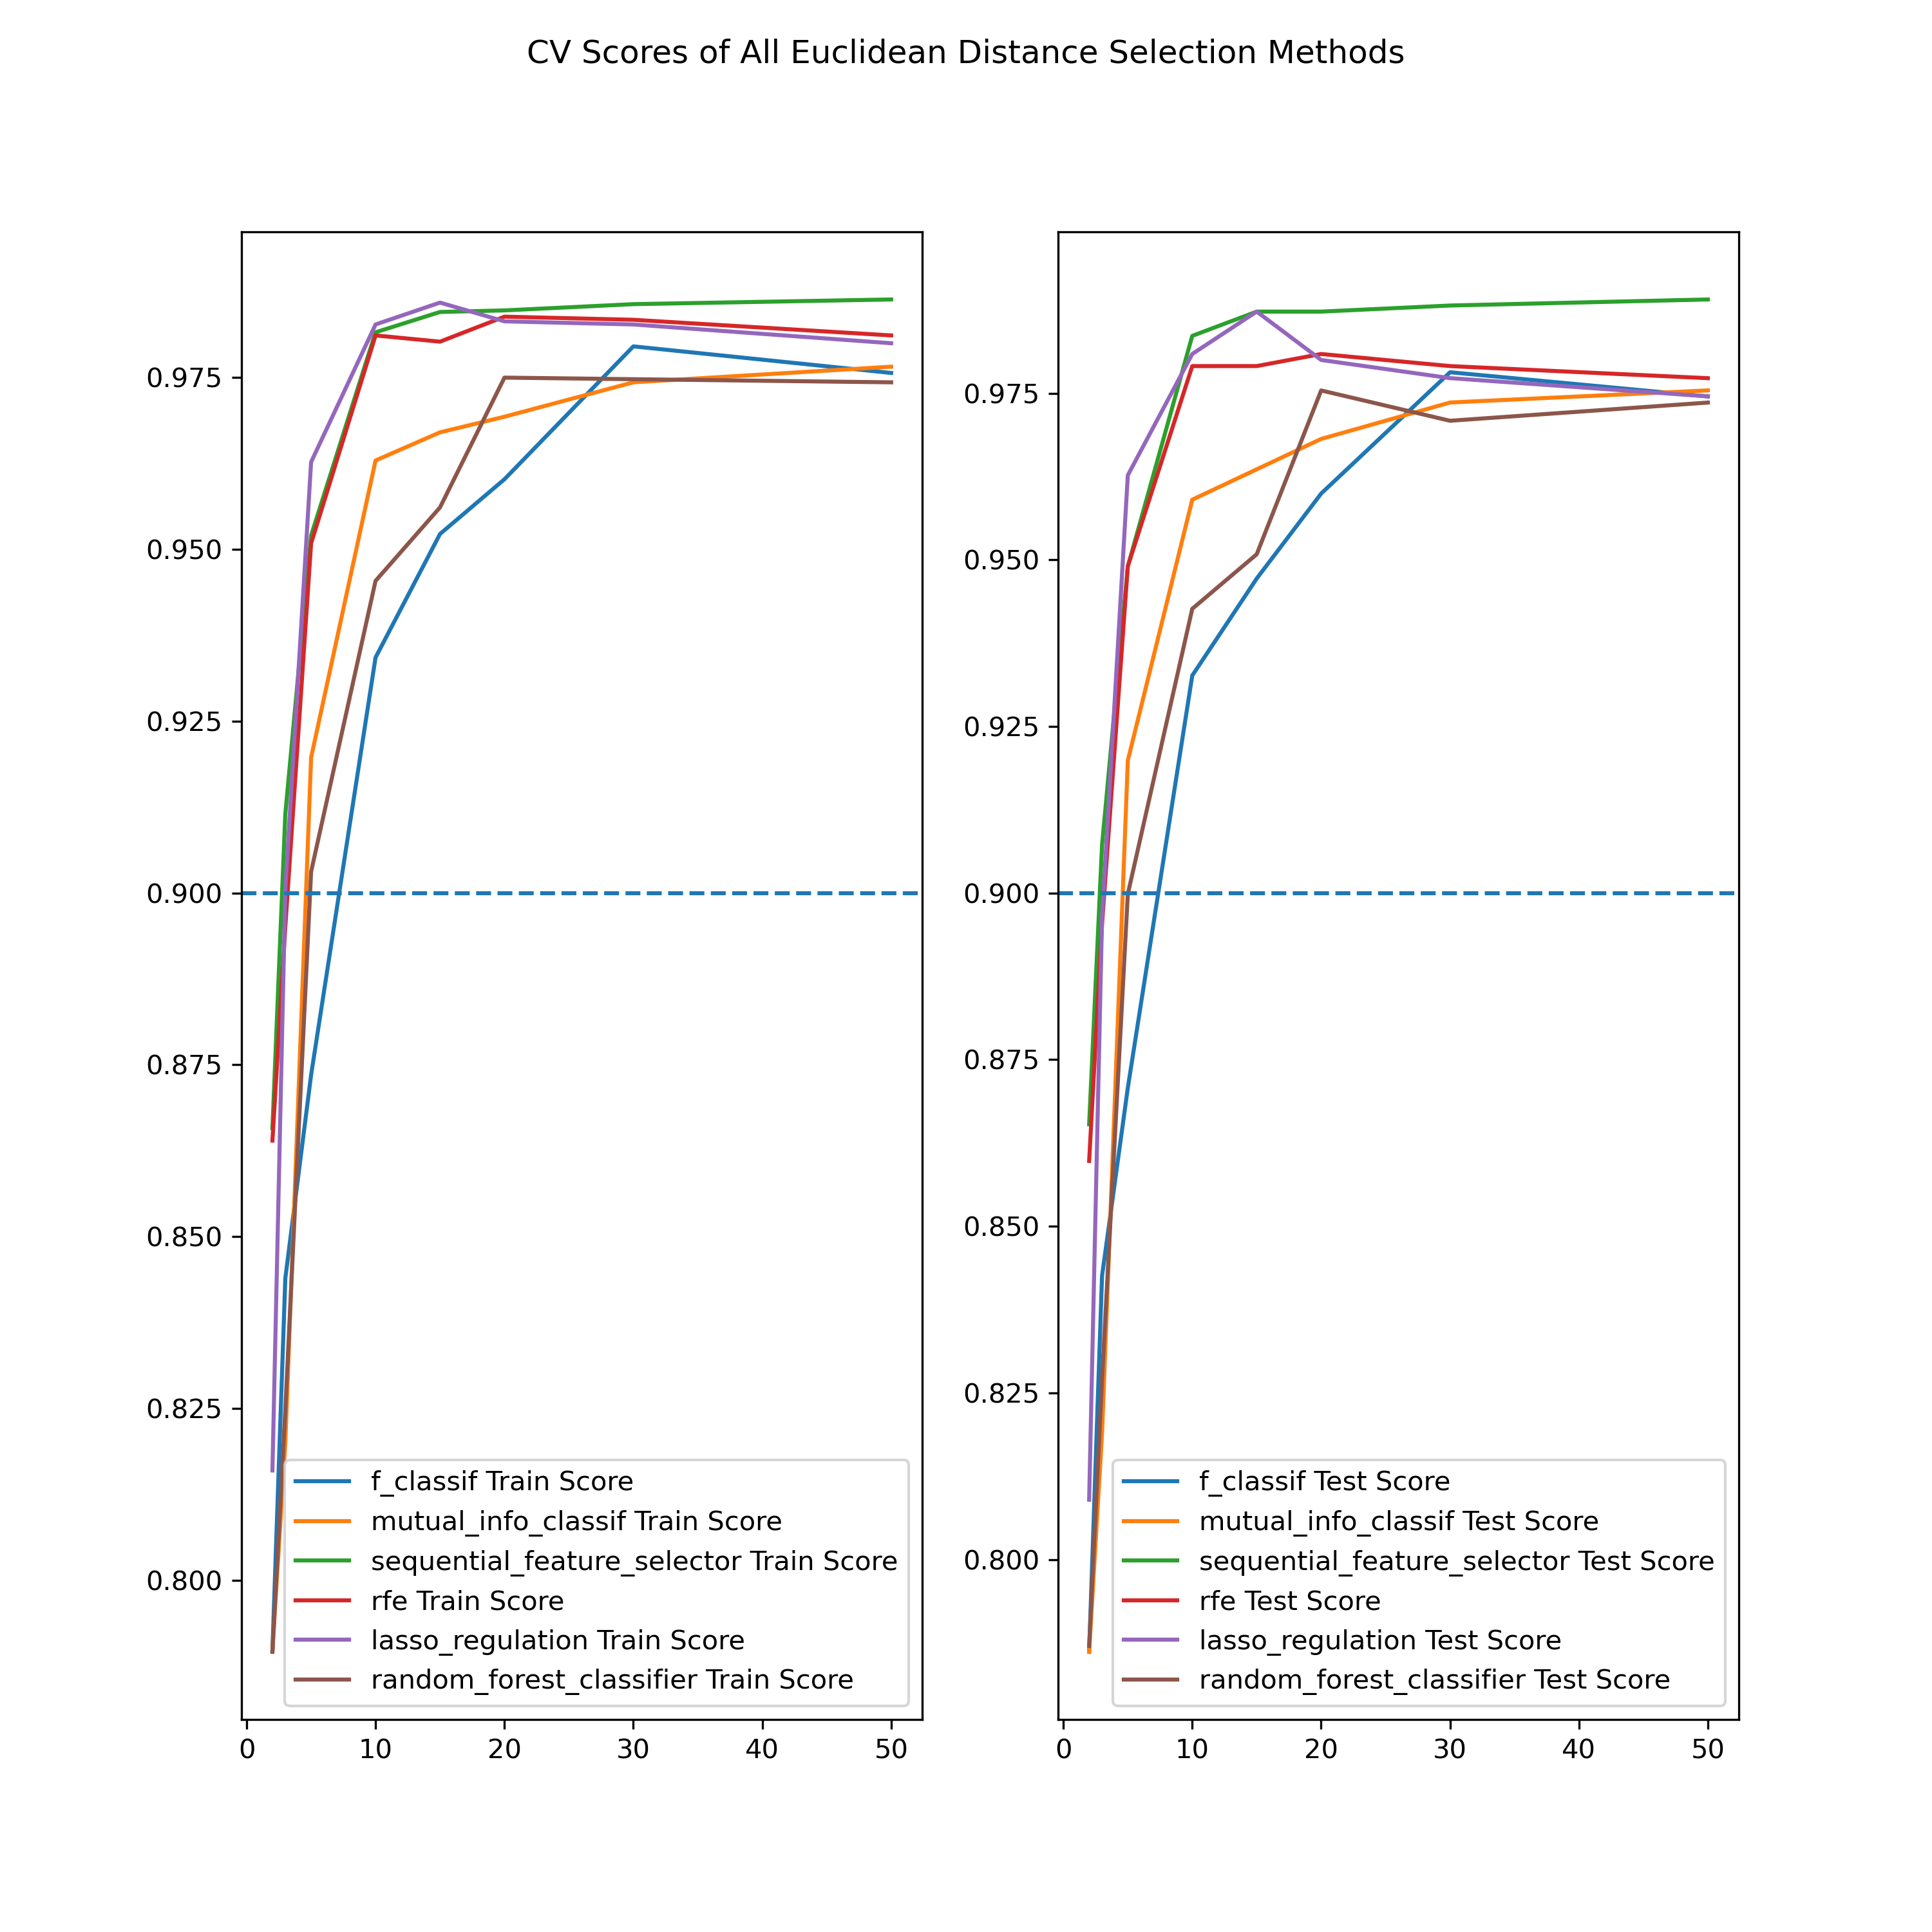 CV Scores of All Euclidean Distance Selection Methods
0.975
0.950
0.925
0.900
0.875
0.850
0.825
0.800
f_classif Train Score
mutual_info_classif Train Score
sequential_feature_selector Train Score
rfe Train Score
lasso_regulation Train Score
random_forest_classifier Train Score
0 10 20 30 40 50
0.975
0.950
0.925
0.900
0.875
0.850
0.825
0.800
f_classif Test Score
mutual_info_classif Test Score
sequential_feature_selector Test Score
rfe Test Score
lasso_regulation Test Score
random_forest_classifier Test Score
0 10 20 30 40 50